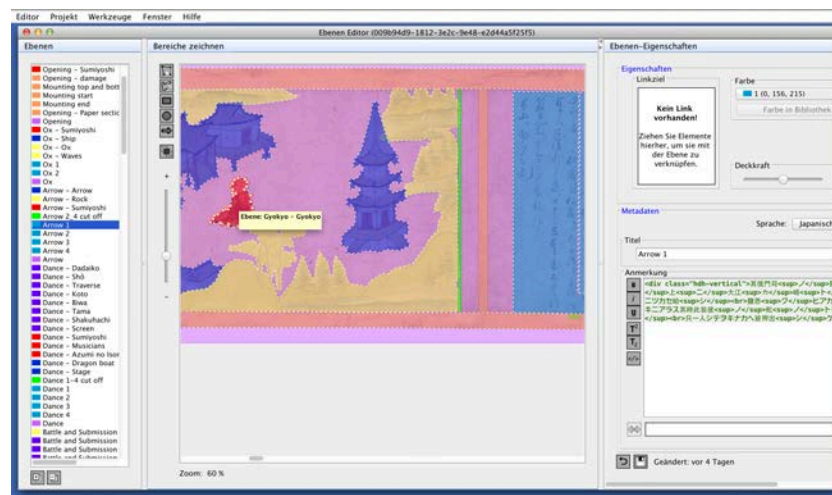 Editor Projekt Werkzeuge Fenster Hilfe
Ebenen Editor (009b94d9-1812-3e2c-9e48-e2d44a5f25f5)
Ebenen
Opening - Sumiyoshi
Opening - damage
Mounting top and bott
Mounting start
Mounting end
Opening - Paper sectio
Opening
Ox - Sumiyoshi
Ox - Ship
Ox - Ox
Ox - Waves
Ox 1
Ox 2
Ox
Arrow - Arrow
Arrow - Rock
Arrow - Sumiyoshi
Arrow 2_4 cut off
Arrow 1
Arrow 2
Arrow 3
Arrow 4
Arrow
Dance - Dadaiko
Dance - Shô
Dance - Traverse
Dance - Koto
Dance - Biwa
Dance - Tama
Dance - Shakuhachi
Dance - Screen
Dance - Sumiyoshi
Dance - Musicians
Dance - Azumi no Isor
Dance - Dragon boat
Dance - Stage
Dance 1-4 cut off
Dance 1
Dance 2
Dance 3
Dance 4
Dance
Battle and Submission
Battle and Submission
Battle and Submission
Bereiche zeichnen
Ebene: Gyokyo - Gyokyo
Zoom: 60 %
Ebenen-Eigenschaften
Eigenschaften
Linkziel
Kein Link
vorhanden!
Ziehen Sie Elemente
hierher, um sie mit
der Ebene zu
verknüpfen.
Farbe
1 (0, 156, 215)
Farbe in Bibliothek
Deckkraft
Metadaten
Sprache: Japanisch
Titel
Arrow 1
Anmerkung
<div class="hdh-vertical">
Geändert: vor 4 Tagen